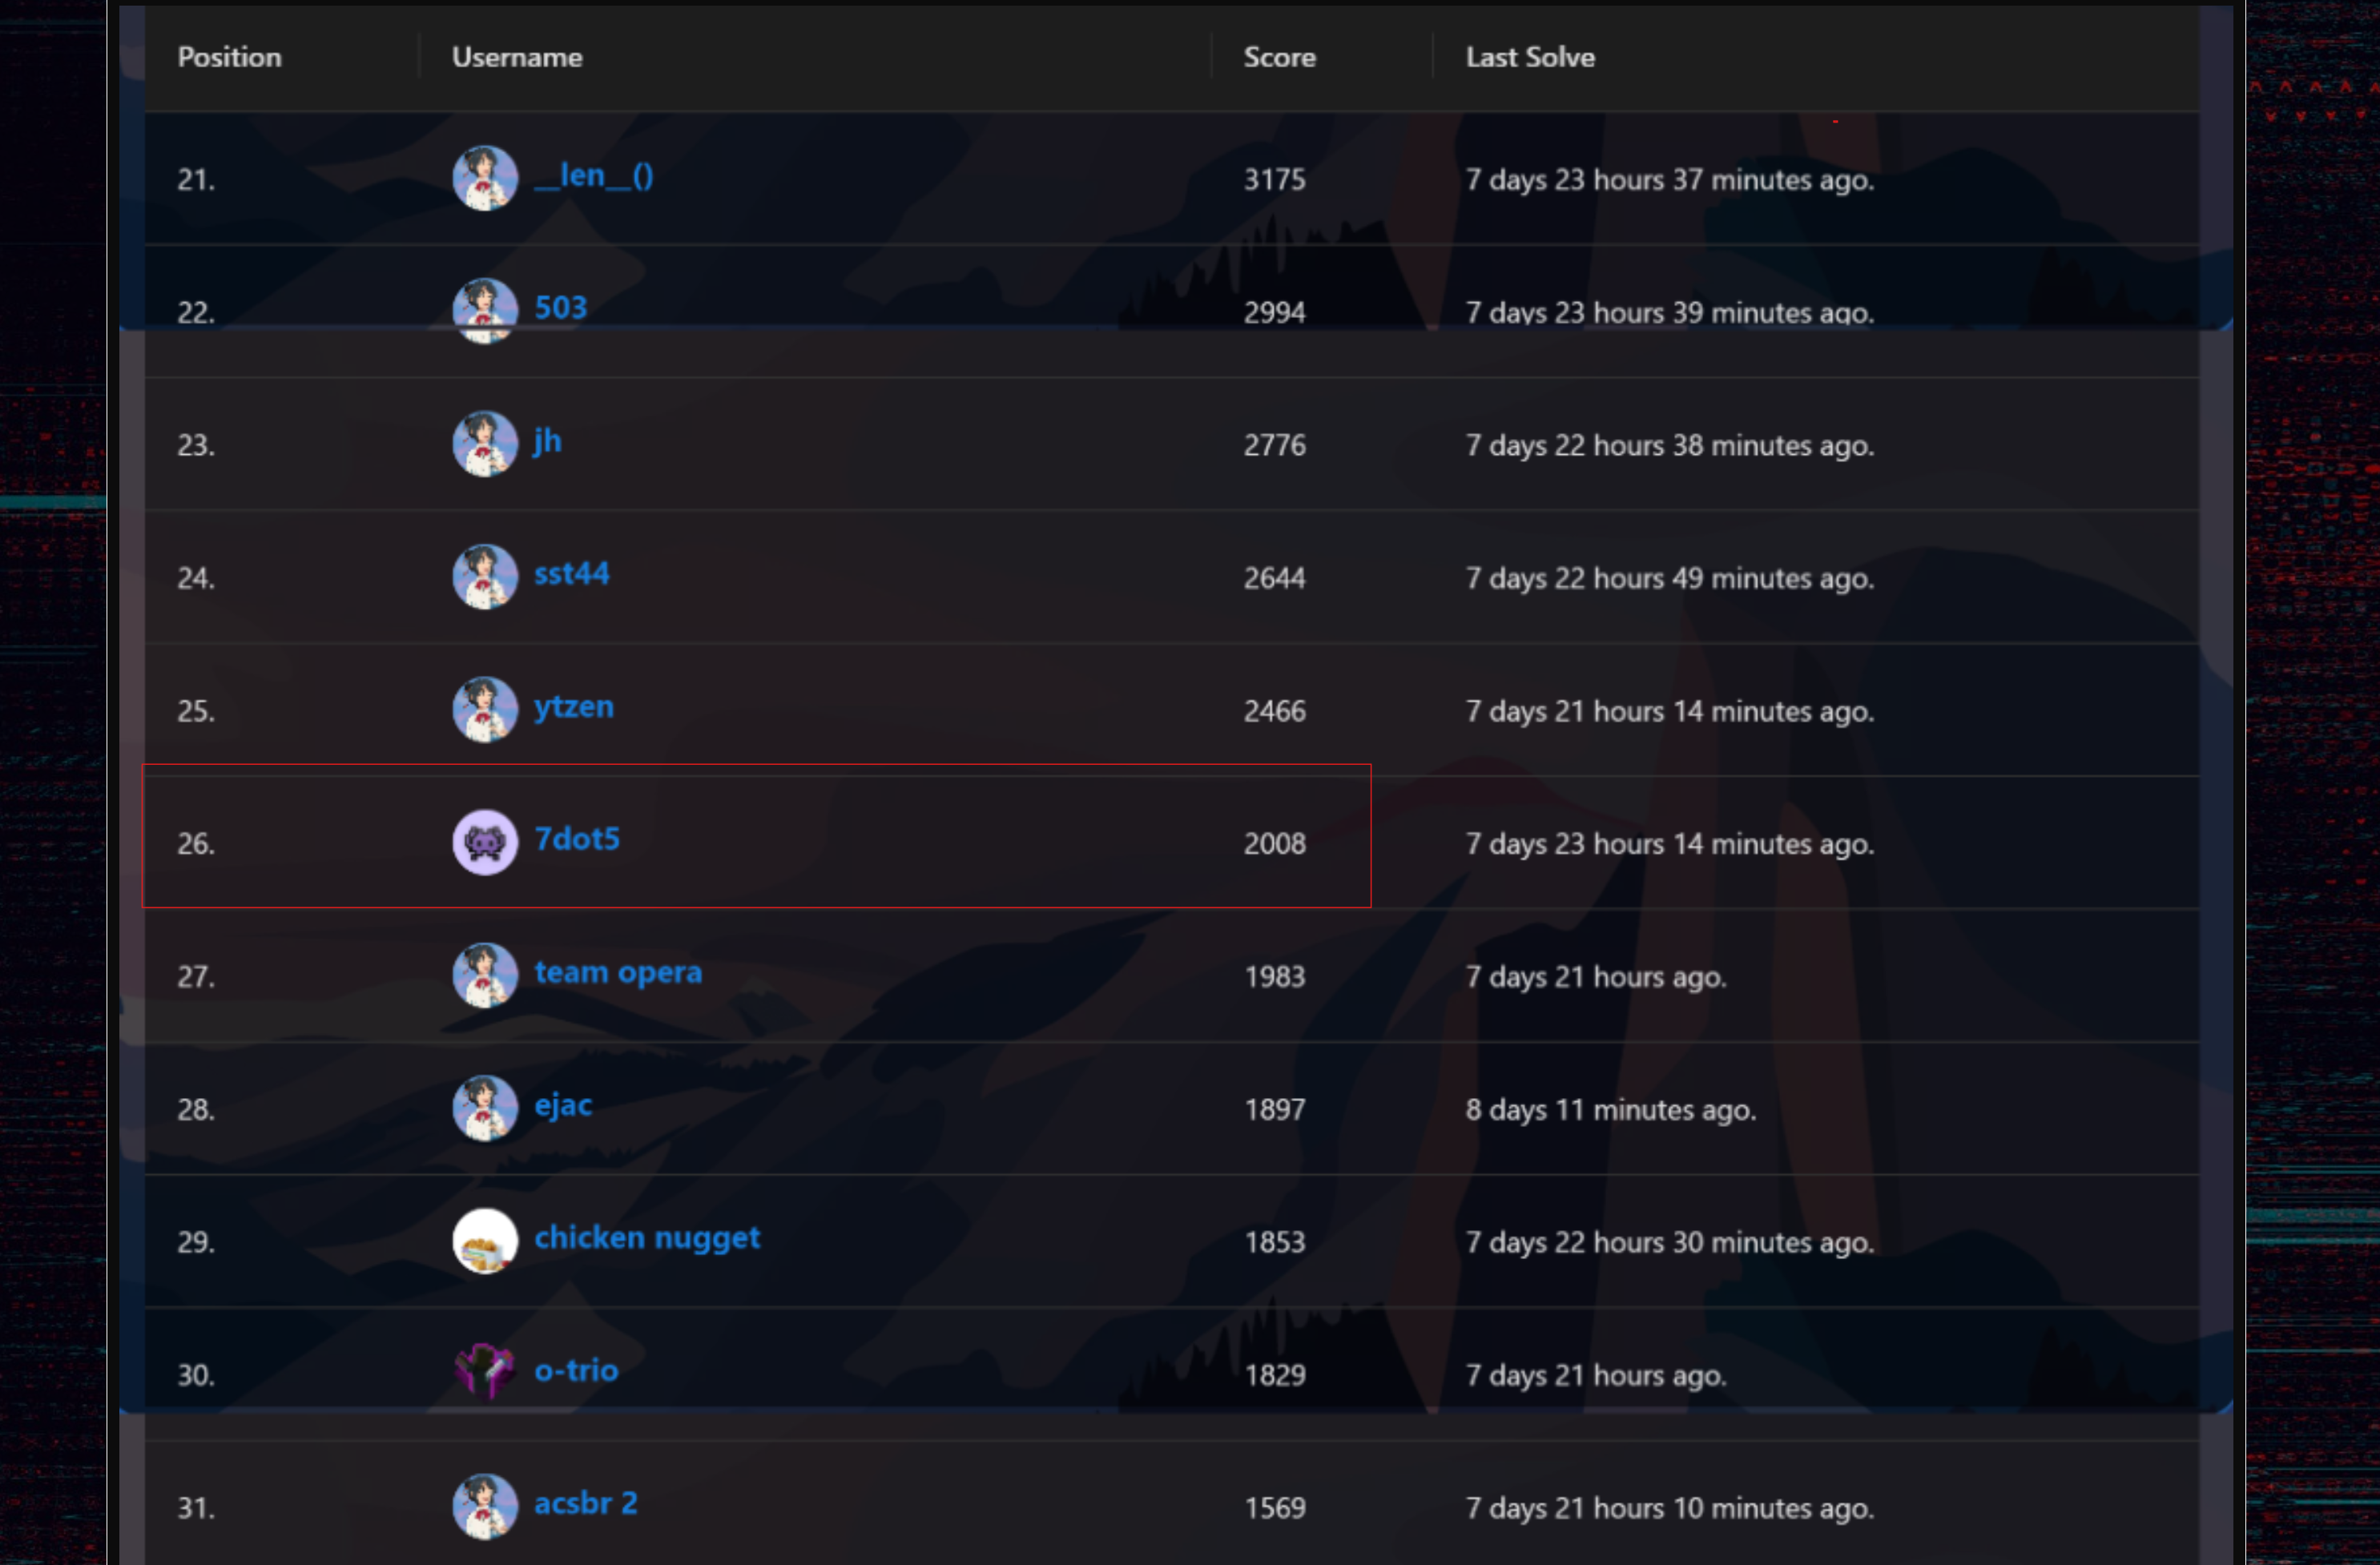 Position Username Score Last Solve
21. __len__() 3175 7 days 23 hours 37 minutes ago.
22. 503 2994 7 days 23 hours 39 minutes ago.
23. jh 2776 7 days 22 hours 38 minutes ago.
24. sst44 2644 7 days 22 hours 49 minutes ago.
25. ytzen 2466 7 days 21 hours 14 minutes ago.
26. 7dot5 2008 7 days 23 hours 14 minutes ago.
27. team opera 1983 7 days 21 hours ago.
28. ejac 1897 8 days 11 minutes ago.
29. chicken nugget 1853 7 days 22 hours 30 minutes ago.
30. o-trio 1829 7 days 21 hours ago.
31. acsbr 2 1569 7 days 21 hours 10 minutes ago.